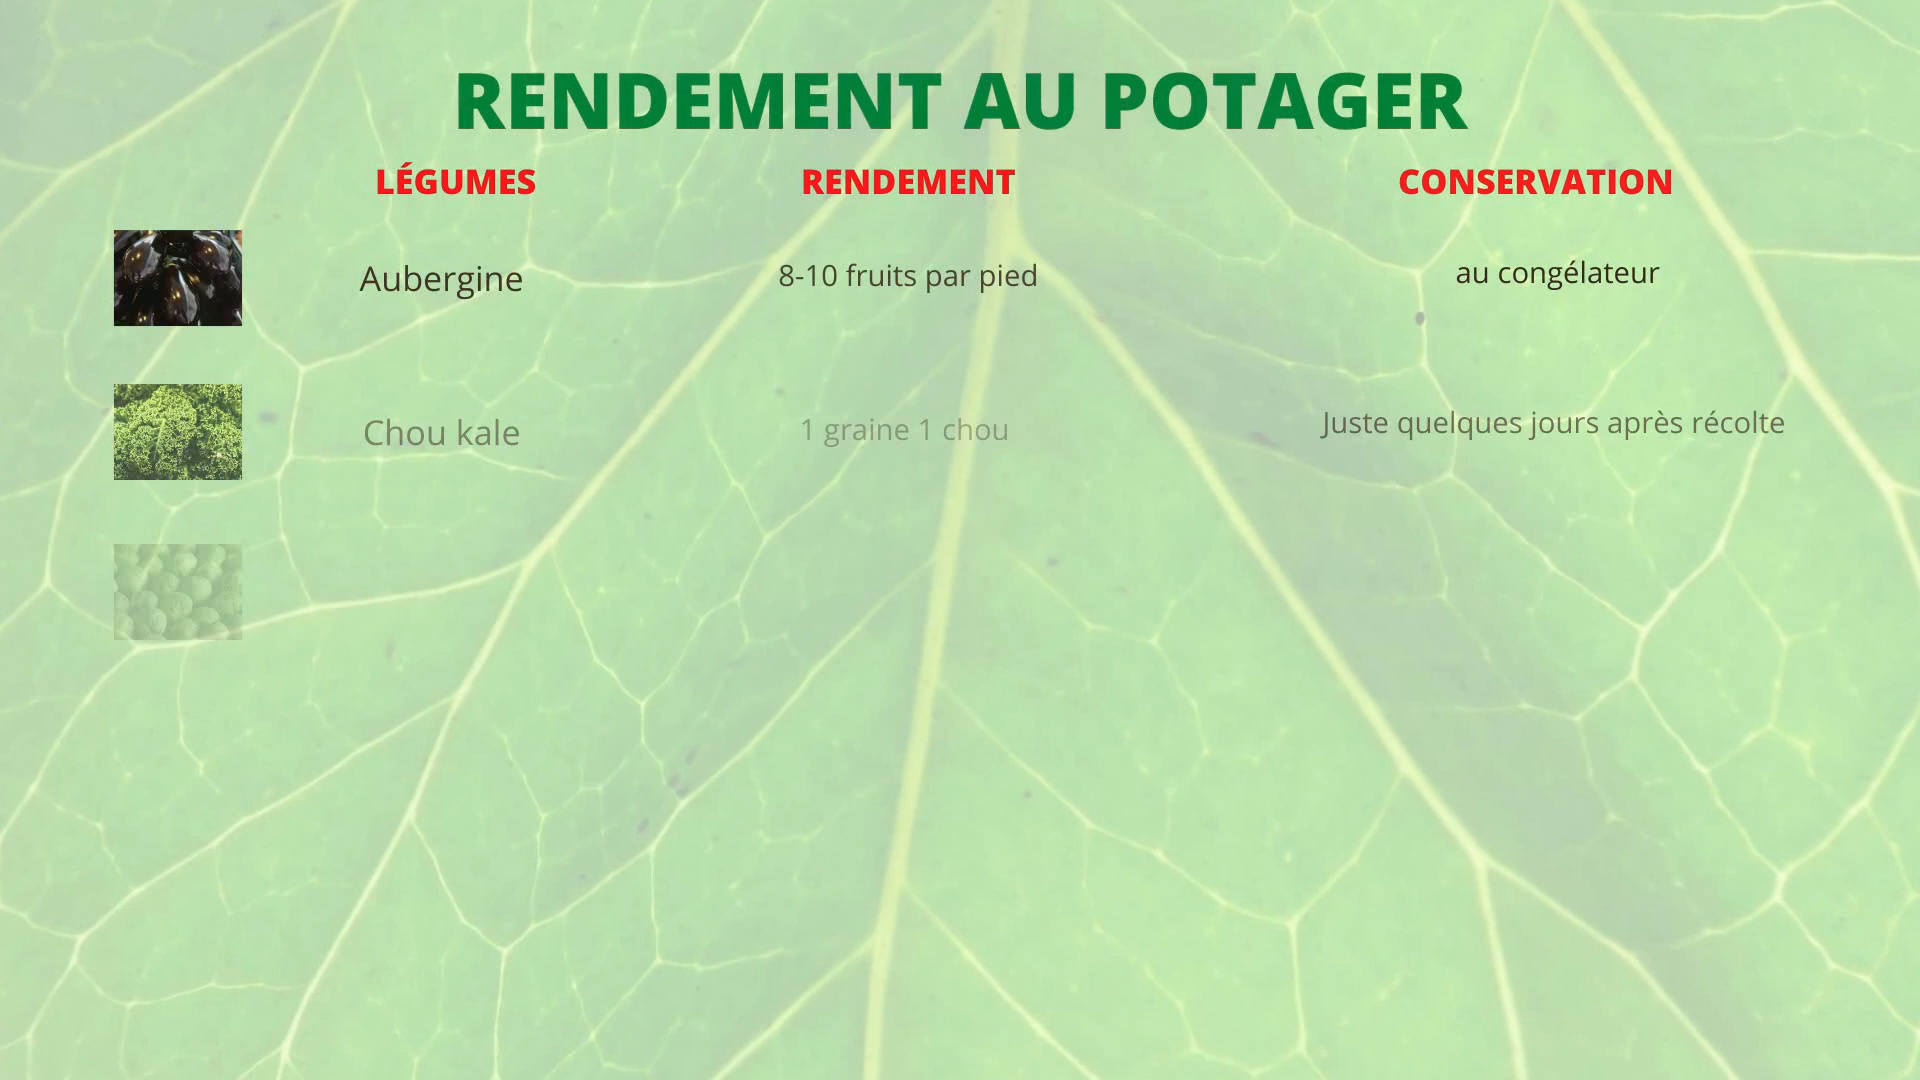 RENDEMENT AU POTAGER
LÉGUMES RENDEMENT CONSERVATION
Aubergine 8-10 fruits par pied au congélateur
Chou kale 1 graine 1 chou Juste quelques jours après récolte